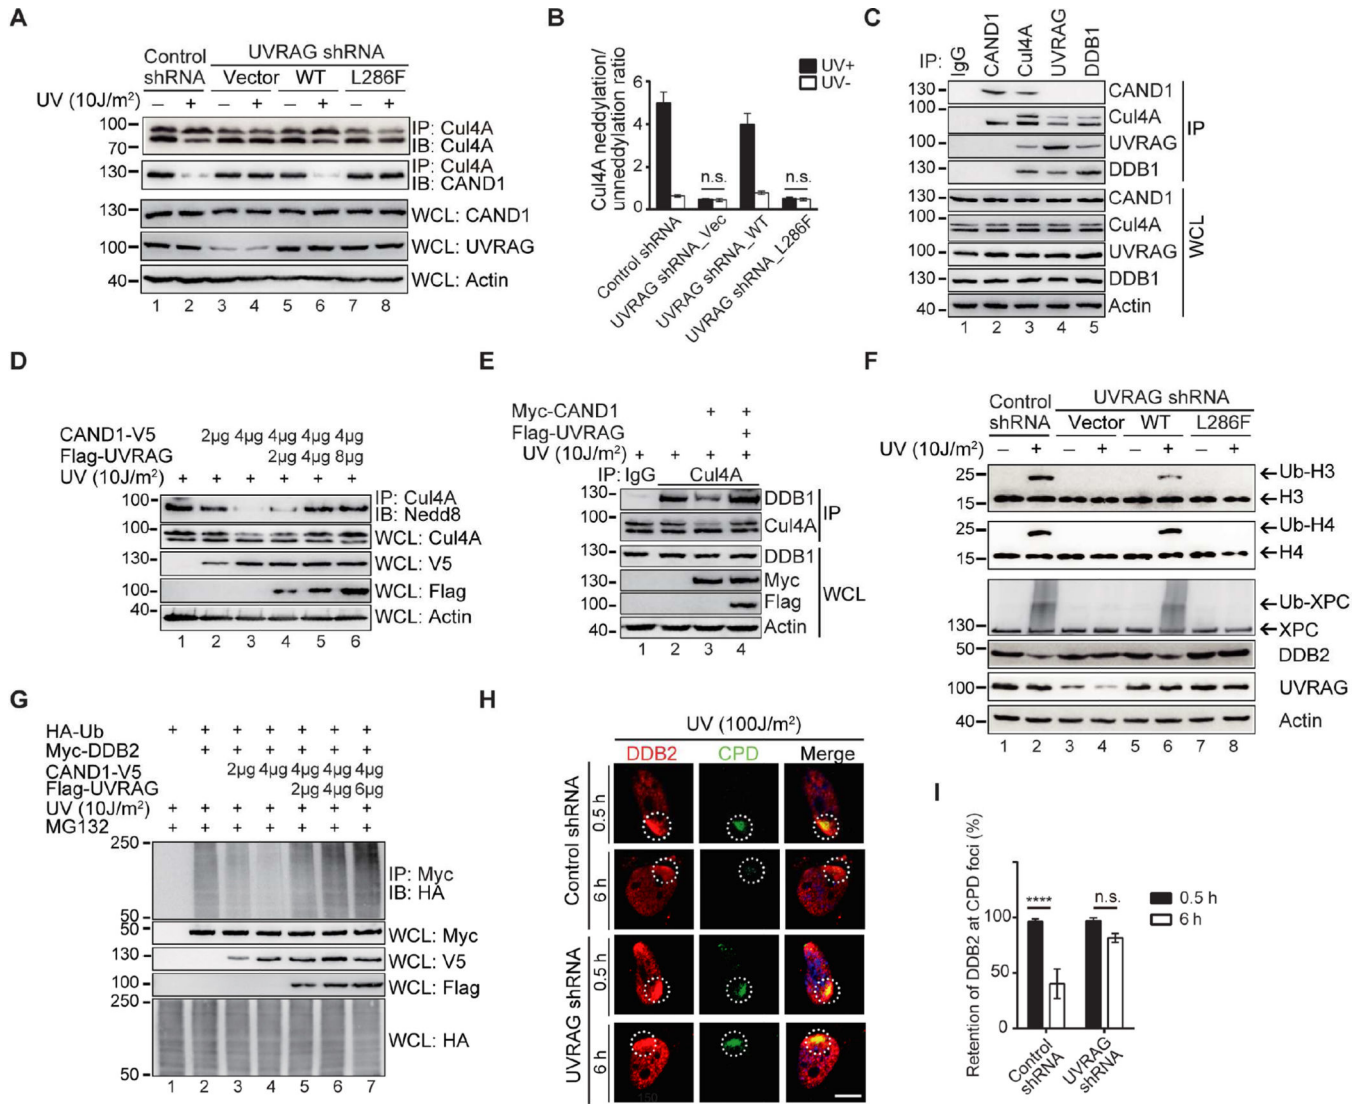 A
Control shRNA
UVRAG shRNA
Vector WT L286F
UV (10J/m²) – + – + – + – +
100
70
IP: Cul4A
IB: Cul4A
130
IP: Cul4A
IB: CAND1
130 WCL: CAND1
100 WCL: UVRAG
40 WCL: Actin
1 2 3 4 5 6 7 8
B
Cul4A neddylation/
unneddylation ratio
6
4
2
0
UV+
UV-
n.s. n.s.
Control shRNA
UVRAG shRNA_Vec
UVRAG shRNA_WT
UVRAG shRNA_L286F
C
IP: IgG CAND1 Cul4A UVRAG DDB1
130 CAND1
100 Cul4A
100 UVRAG
130 DDB1
IP
130 CAND1
100 Cul4A
100 UVRAG
130 DDB1
40 Actin
WCL
1 2 3 4 5
D
CAND1-V5 2µg 4µg 4µg 4µg 4µg
Flag-UVRAG 2µg 4µg 8µg
UV (10J/m²) + + + + + +
100
IP: Cul4A
IB: Nedd8
100 WCL: Cul4A
130 WCL: V5
100 WCL: Flag
40 WCL: Actin
1 2 3 4 5 6
E
Myc-CAND1 + +
Flag-UVRAG +
UV (10J/m²) + + +
IP: IgG Cul4A
130 DDB1
100 Cul4A
IP
130 DDB1
130 Myc
100 Flag
40 Actin
WCL
1 2 3 4
F
Control shRNA
UVRAG shRNA
Vector WT L286F
UV (10J/m²) – + – + – + – +
25 Ub-H3
15 H3
25 Ub-H4
15 H4
Ub-XPC
130 XPC
50 DDB2
100 UVRAG
40 Actin
1 2 3 4 5 6 7 8
G
HA-Ub + + + + + + +
Myc-DDB2 + + + + + +
CAND1-V5 2µg 4µg 4µg 4µg 4µg
Flag-UVRAG 2µg 4µg 6µg
UV (10J/m²) + + + + + + +
MG132 + + + + + + +
250
50
IP: Myc
IB: HA
50 WCL: Myc
130 WCL: V5
100 WCL: Flag
250
50
WCL: HA
1 2 3 4 5 6 7
H
UV (100J/m²)
DDB2 CPD Merge
Control shRNA
0.5 h
6 h
UVRAG shRNA
0.5 h
6 h
I
Retention of DDB2 at CPD foci (%)
100
50
0
**** n.s.
0.5 h
6 h
Control shRNA
UVRAG shRNA